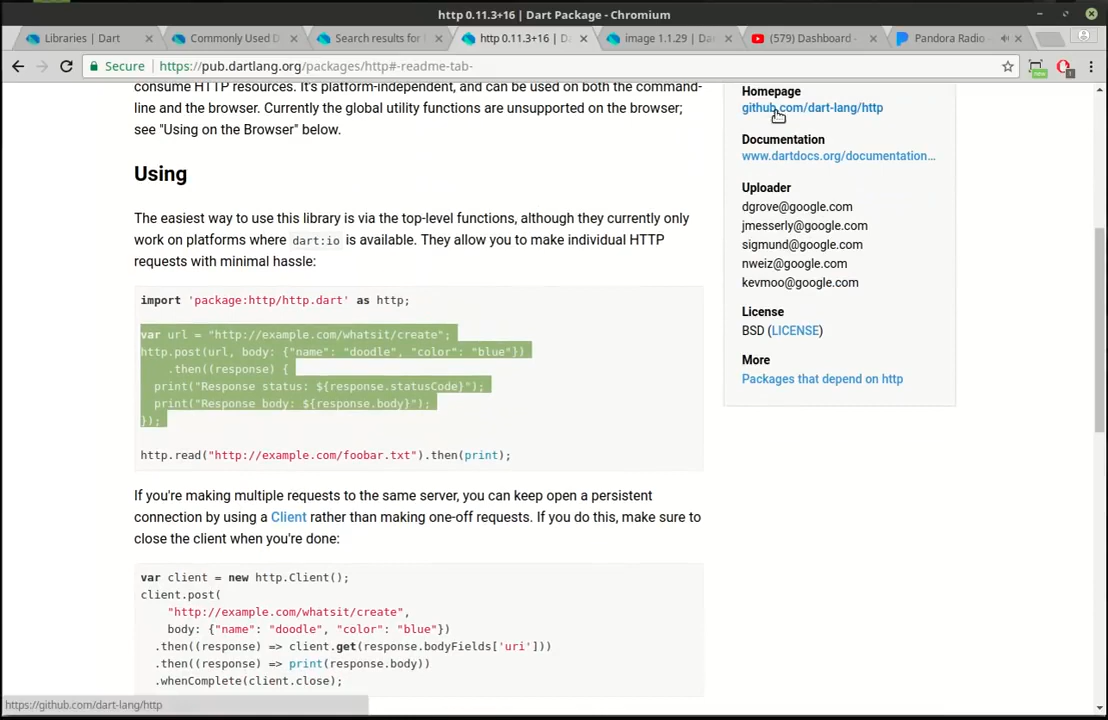 http 0.11.3+16 | Dart Package - Chromium
Libraries | Dart
Commonly Used D
Search results for
http 0.11.3+16 | Da
image 1.1.29 | Da
(579) Dashboard -
Pandora Radio -
Secure
https://pub.dartlang.org/packages/http#-readme-tab-
consume HTTP resources. It's platform-independent, and can be used on both the command-
line and the browser. Currently the global utility functions are unsupported on the browser;
see "Using on the Browser" below.
Using
The easiest way to use this library is via the top-level functions, although they currently only
work on platforms where dart:io is available. They allow you to make individual HTTP
requests with minimal hassle:
import 'package:http/http.dart' as http;
var url = "http://example.com/whatsit/create";
http.post(url, body: {"name": "doodle", "color": "blue"})
.then((response) {
print("Response status: ${response.statusCode}");
print("Response body: ${response.body}");
});
http.read("http://example.com/foobar.txt").then(print);
If you're making multiple requests to the same server, you can keep open a persistent
connection by using a Client rather than making one-off requests. If you do this, make sure to
close the client when you're done:
var client = new http.Client();
client.post(
"http://example.com/whatsit/create",
body: {"name": "doodle", "color": "blue"})
.then((response) => client.get(response.bodyFields['uri']))
.then((response) => print(response.body))
.whenComplete(client.close);
Homepage
github.com/dart-lang/http
Documentation
www.dartdocs.org/documentation...
Uploader
dgrove@google.com
jmesserly@google.com
sigmund@google.com
nweiz@google.com
kevmoo@google.com
License
BSD (LICENSE)
More
Packages that depend on http
https://github.com/dart-lang/http